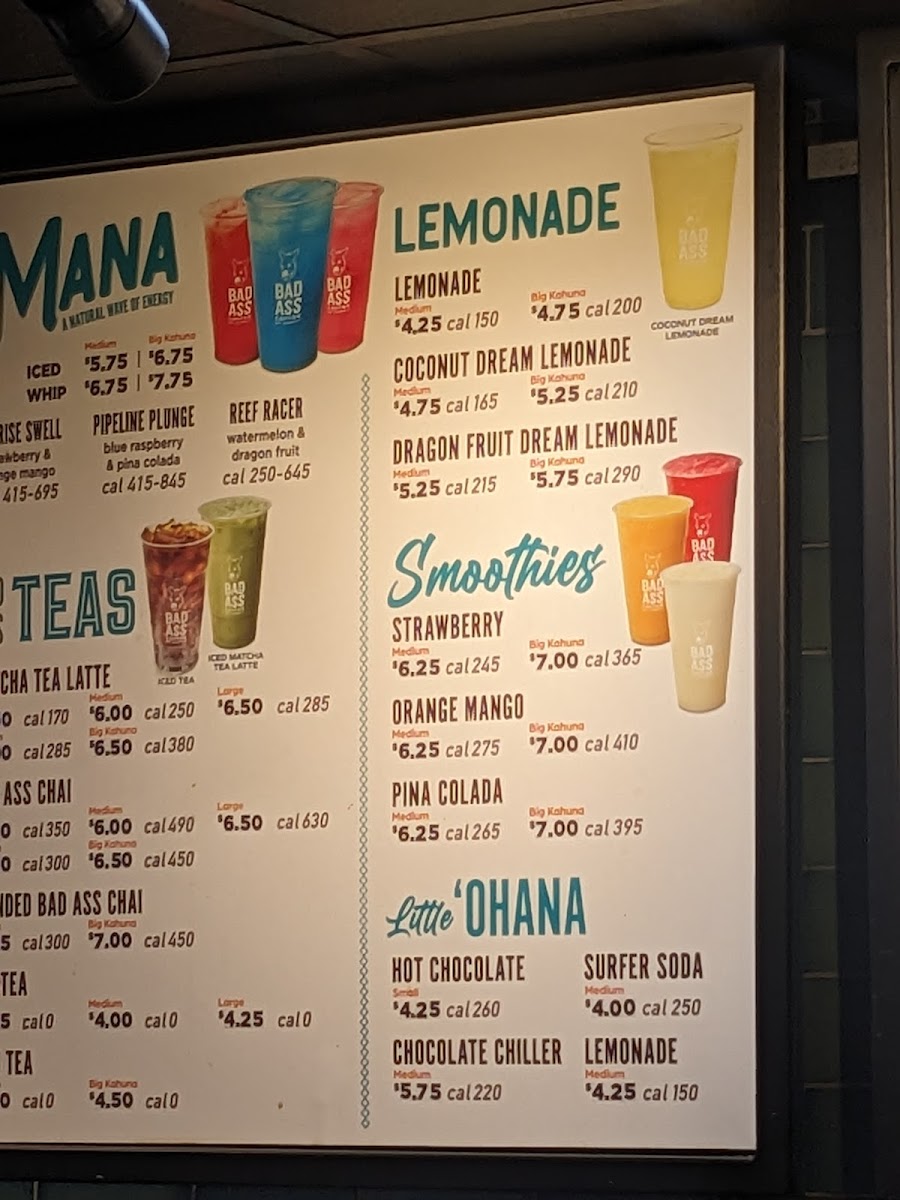 MANA
A NATURAL WAVE OF ENERGY
Medium Big Kahuna
ICED $5.75 | $6.75
WHIP $6.75 | $7.75
RISE SWELL
awberry &
nge mango
415-695
PIPELINE PLUNGE
blue raspberry
& pina colada
cal 415-845
REEF RACER
watermelon &
dragon fruit
cal 250-645
BAD ASS
BAD ASS
BAD ASS
TEAS
BAD ASS
BAD ASS
ICED TEA
ICED MATCHA
TEA LATTE
CHA TEA LATTE
Medium Large
0 cal 170 $6.00 cal 250 $6.50 cal 285
Big Kahuna
0 cal 285 $6.50 cal 380
ASS CHAI
Medium Large
0 cal 350 $6.00 cal 490 $6.50 cal 630
Big Kahuna
0 cal 300 $6.50 cal 450
NDED BAD ASS CHAI
Big Kahuna
5 cal 300 $7.00 cal 450
TEA
Medium Large
5 cal 0 $4.00 cal 0 $4.25 cal 0
TEA
Big Kahuna
0 cal 0 $4.50 cal 0
LEMONADE
BAD ASS
COCONUT DREAM
LEMONADE
LEMONADE
Medium Big Kahuna
$4.25 cal 150 $4.75 cal 200
COCONUT DREAM LEMONADE
Medium Big Kahuna
$4.75 cal 165 $5.25 cal 210
DRAGON FRUIT DREAM LEMONADE
Medium Big Kahuna
$5.25 cal 215 $5.75 cal 290
Smoothies
BAD ASS
BAD ASS
BAD ASS
STRAWBERRY
Medium Big Kahuna
$6.25 cal 245 $7.00 cal 365
ORANGE MANGO
Medium Big Kahuna
$6.25 cal 275 $7.00 cal 410
PINA COLADA
Medium Big Kahuna
$6.25 cal 265 $7.00 cal 395
Little ‘OHANA
HOT CHOCOLATE
Small
$4.25 cal 260
SURFER SODA
Medium
$4.00 cal 250
CHOCOLATE CHILLER
Medium
$5.75 cal 220
LEMONADE
Medium
$4.25 cal 150